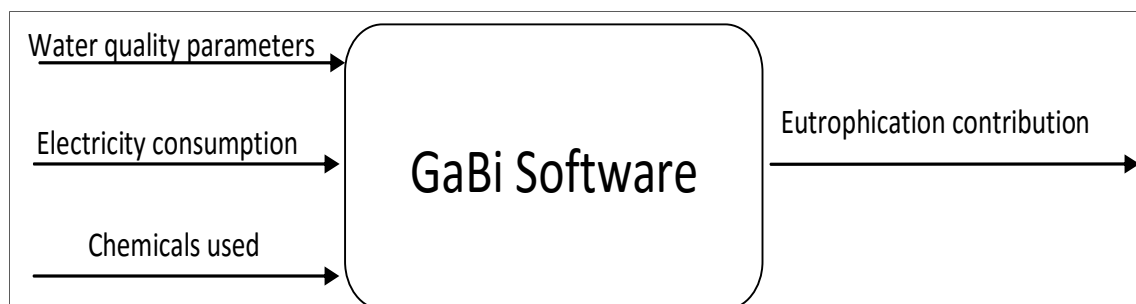 Water quality parameters
Electricity consumption
Chemicals used
GaBi Software
Eutrophication contribution